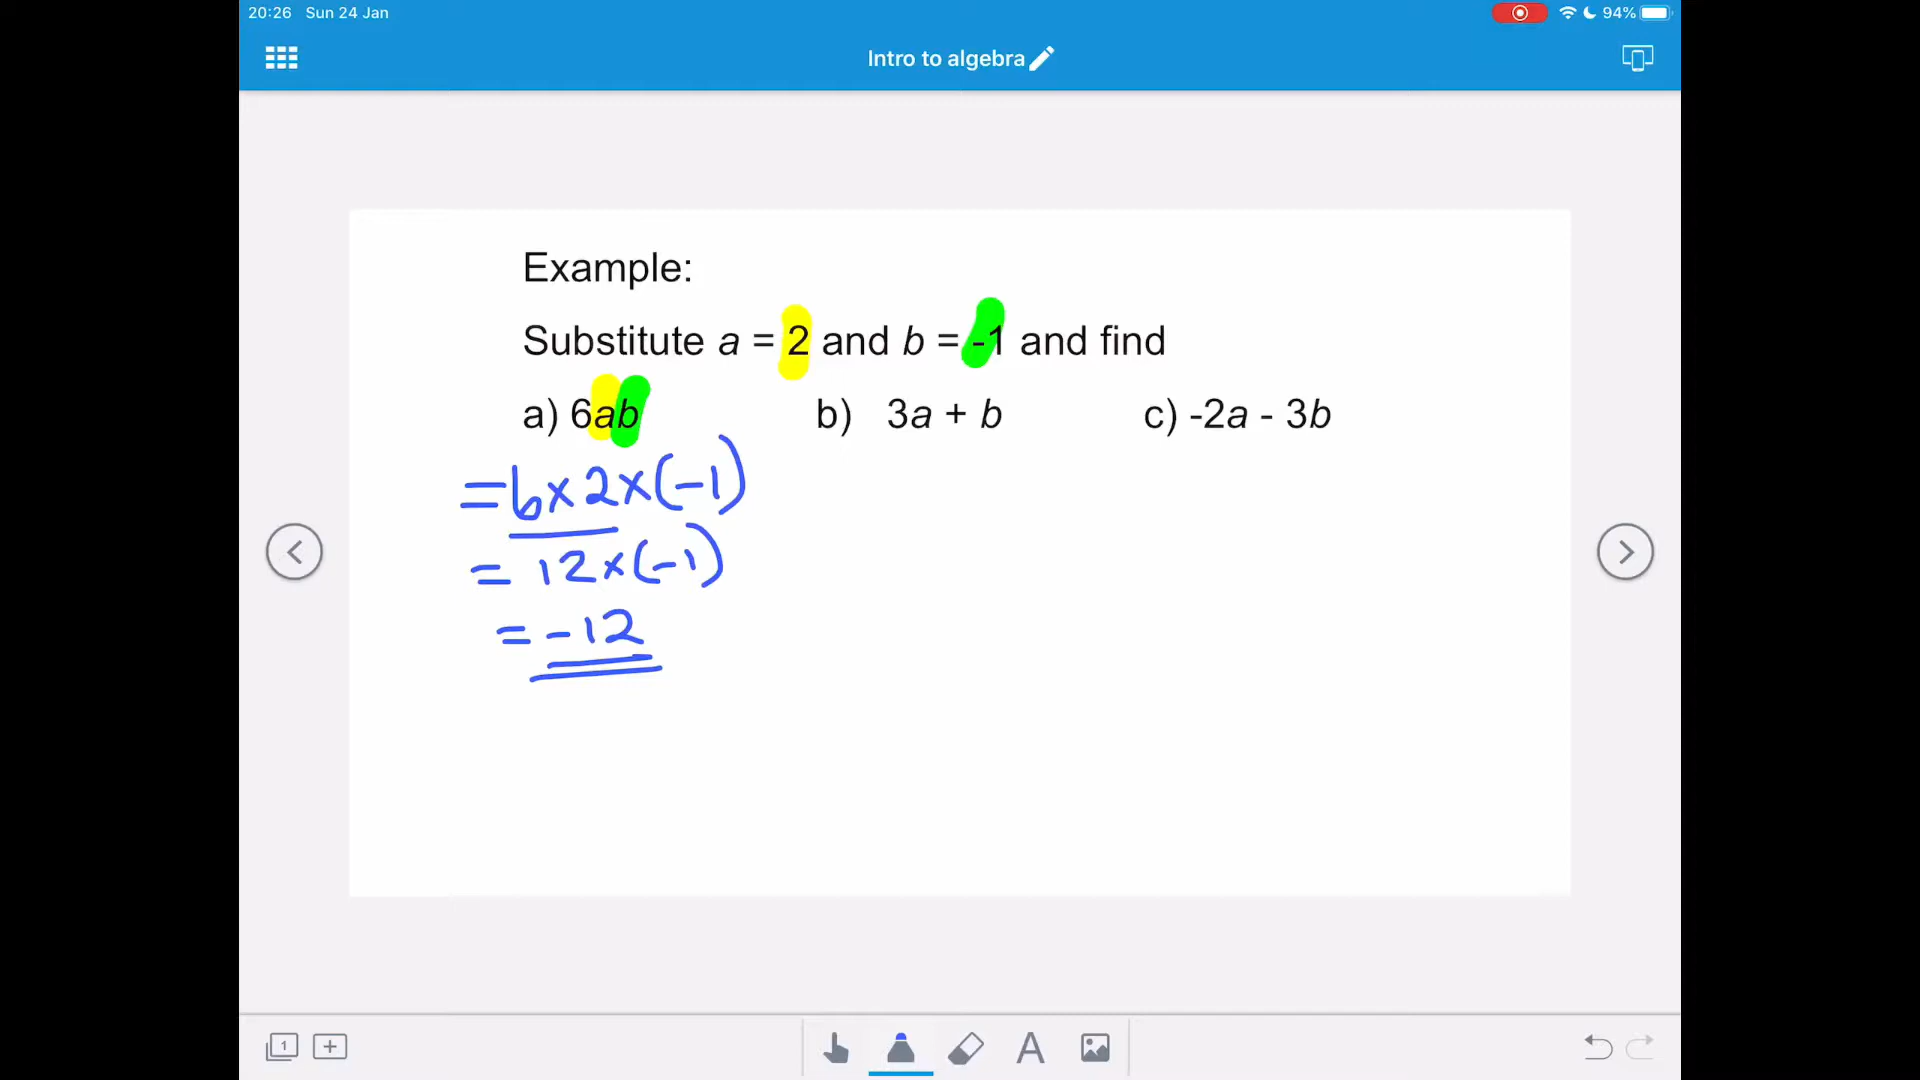 20:26 Sun 24 Jan
94%
Intro to algebra
Example:
Substitute a = 2 and b = -1 and find
a) 6ab b) 3a + b c) -2a - 3b
= 6 × 2 × (-1)
= 12 × (-1)
= -12
1
A